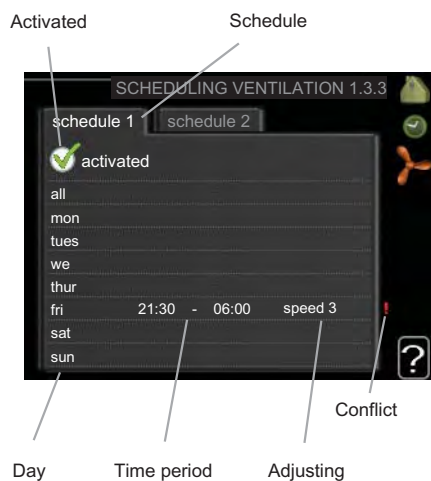 Activated Schedule
SCHEDULING VENTILATION 1.3.3
schedule 1 schedule 2
activated
all
mon
tues
we
thur
fri 21:30 - 06:00 speed 3 !
sat
sun
?
Conflict
Day Time period Adjusting